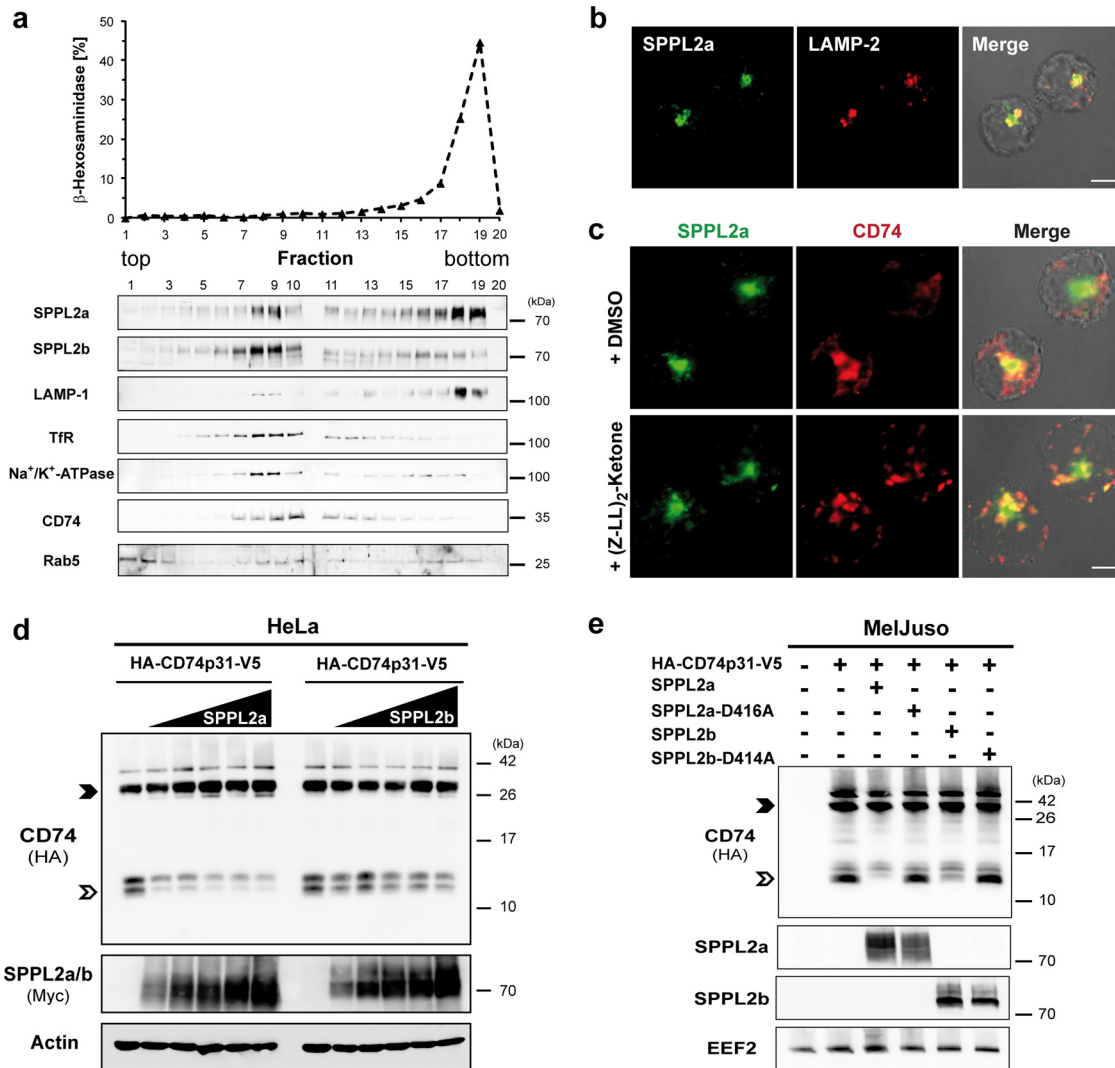 a
β-Hexosaminidase [%]
50
40
30
20
10
0
1 3 5 7 9 11 13 15 17 19 20
top Fraction bottom
1 3 5 7 9 10 11 13 15 17 19 20
(kDa)
SPPL2a
70
SPPL2b
70
LAMP-1
100
TfR
100
Na+/K+-ATPase
100
CD74
35
Rab5
25
b
SPPL2a LAMP-2 Merge
c
SPPL2a CD74 Merge
+ DMSO
+ (Z-LL)2-Ketone
d
HeLa
HA-CD74p31-V5 HA-CD74p31-V5
SPPL2a SPPL2b
(kDa)
42
26
17
10
CD74
(HA)
SPPL2a/b
(Myc)
70
Actin
e
MelJuso
HA-CD74p31-V5 - + + + + +
SPPL2a - - + - - -
SPPL2a-D416A - - - + - -
SPPL2b - - - - + -
SPPL2b-D414A - - - - - +
(kDa)
42
26
17
10
CD74
(HA)
SPPL2a
70
SPPL2b
70
EEF2